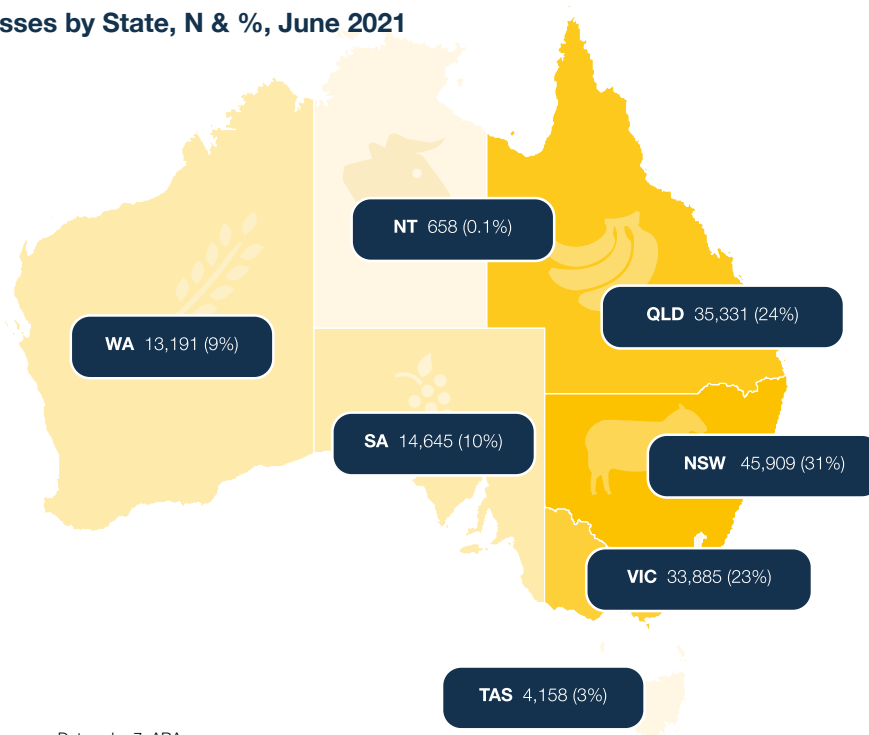 sses by State, N & %, June 2021
NT 658 (0.1%)
QLD 35,331 (24%)
WA 13,191 (9%)
SA 14,645 (10%)
NSW 45,909 (31%)
VIC 33,885 (23%)
TAS 4,158 (3%)